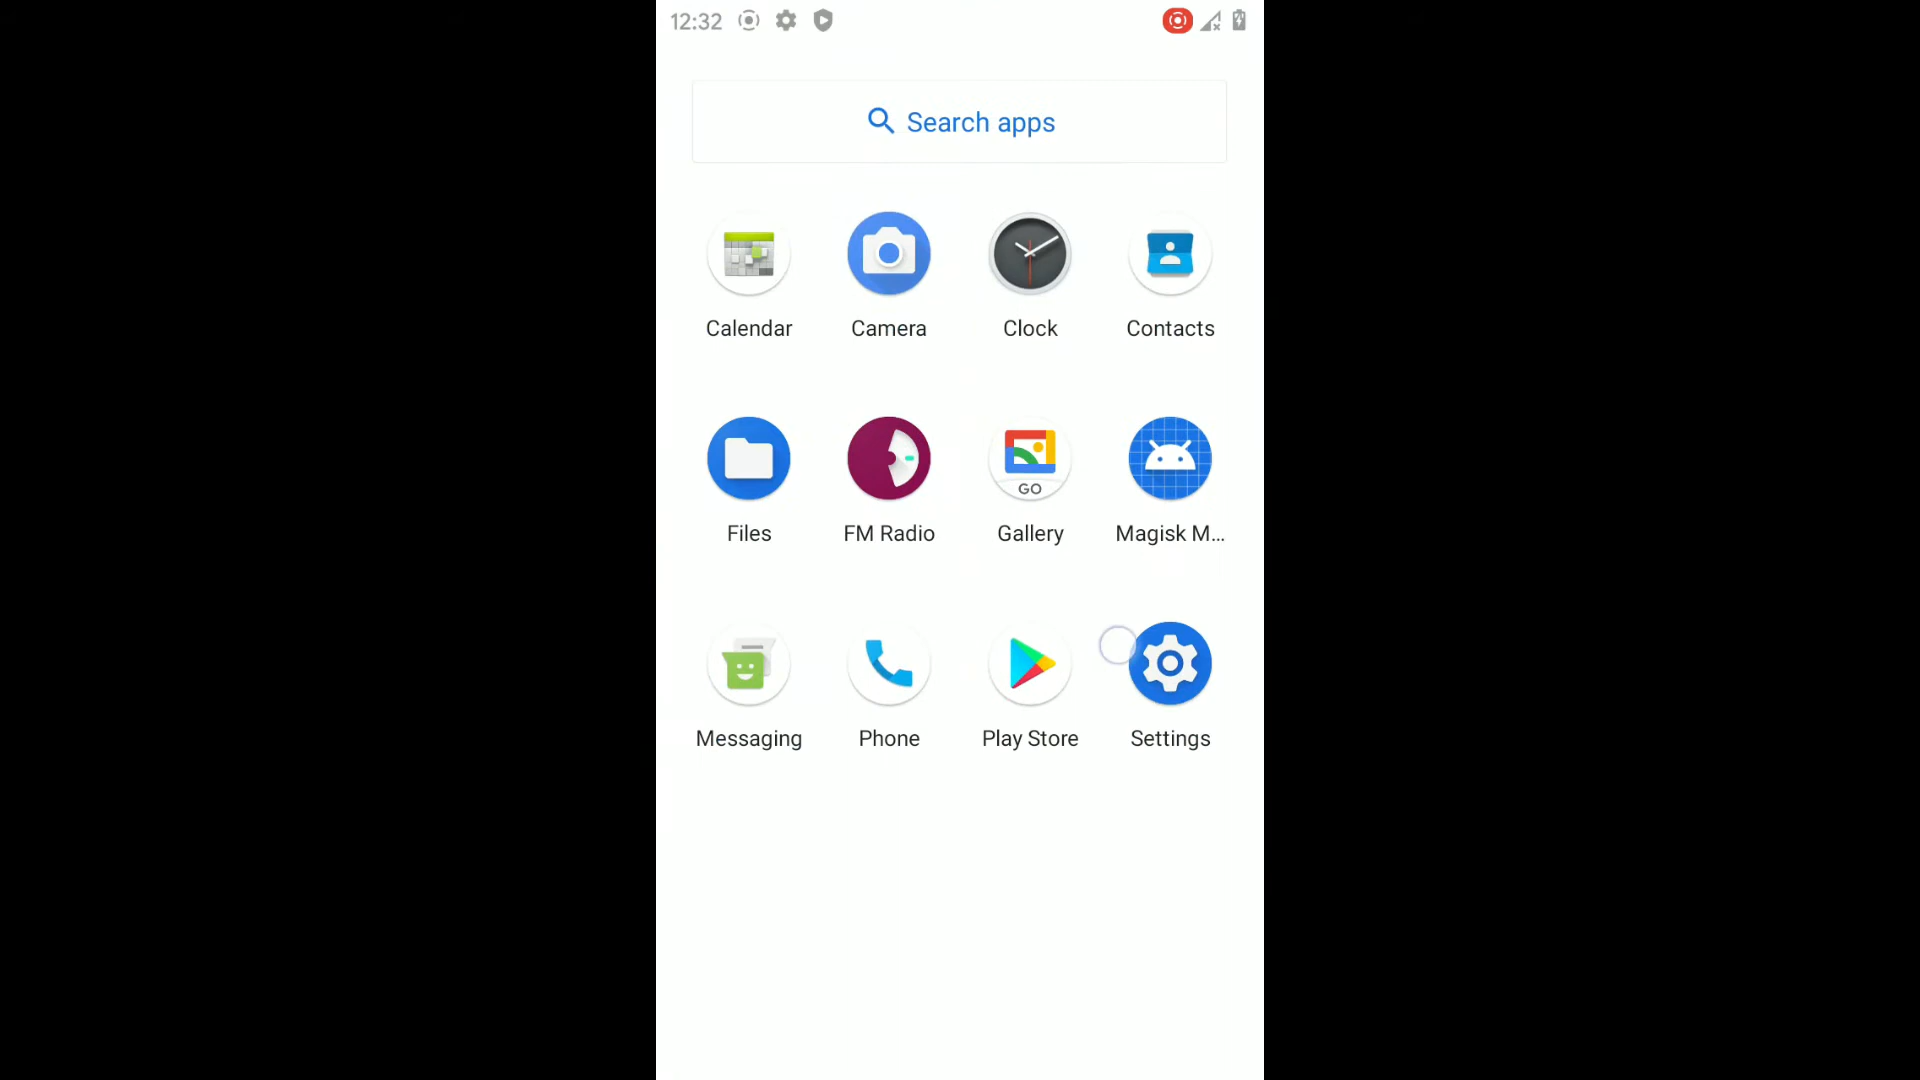 12:32
Search apps
Calendar Camera Clock Contacts
GO
Files FM Radio Gallery Magisk M...
Messaging Phone Play Store Settings